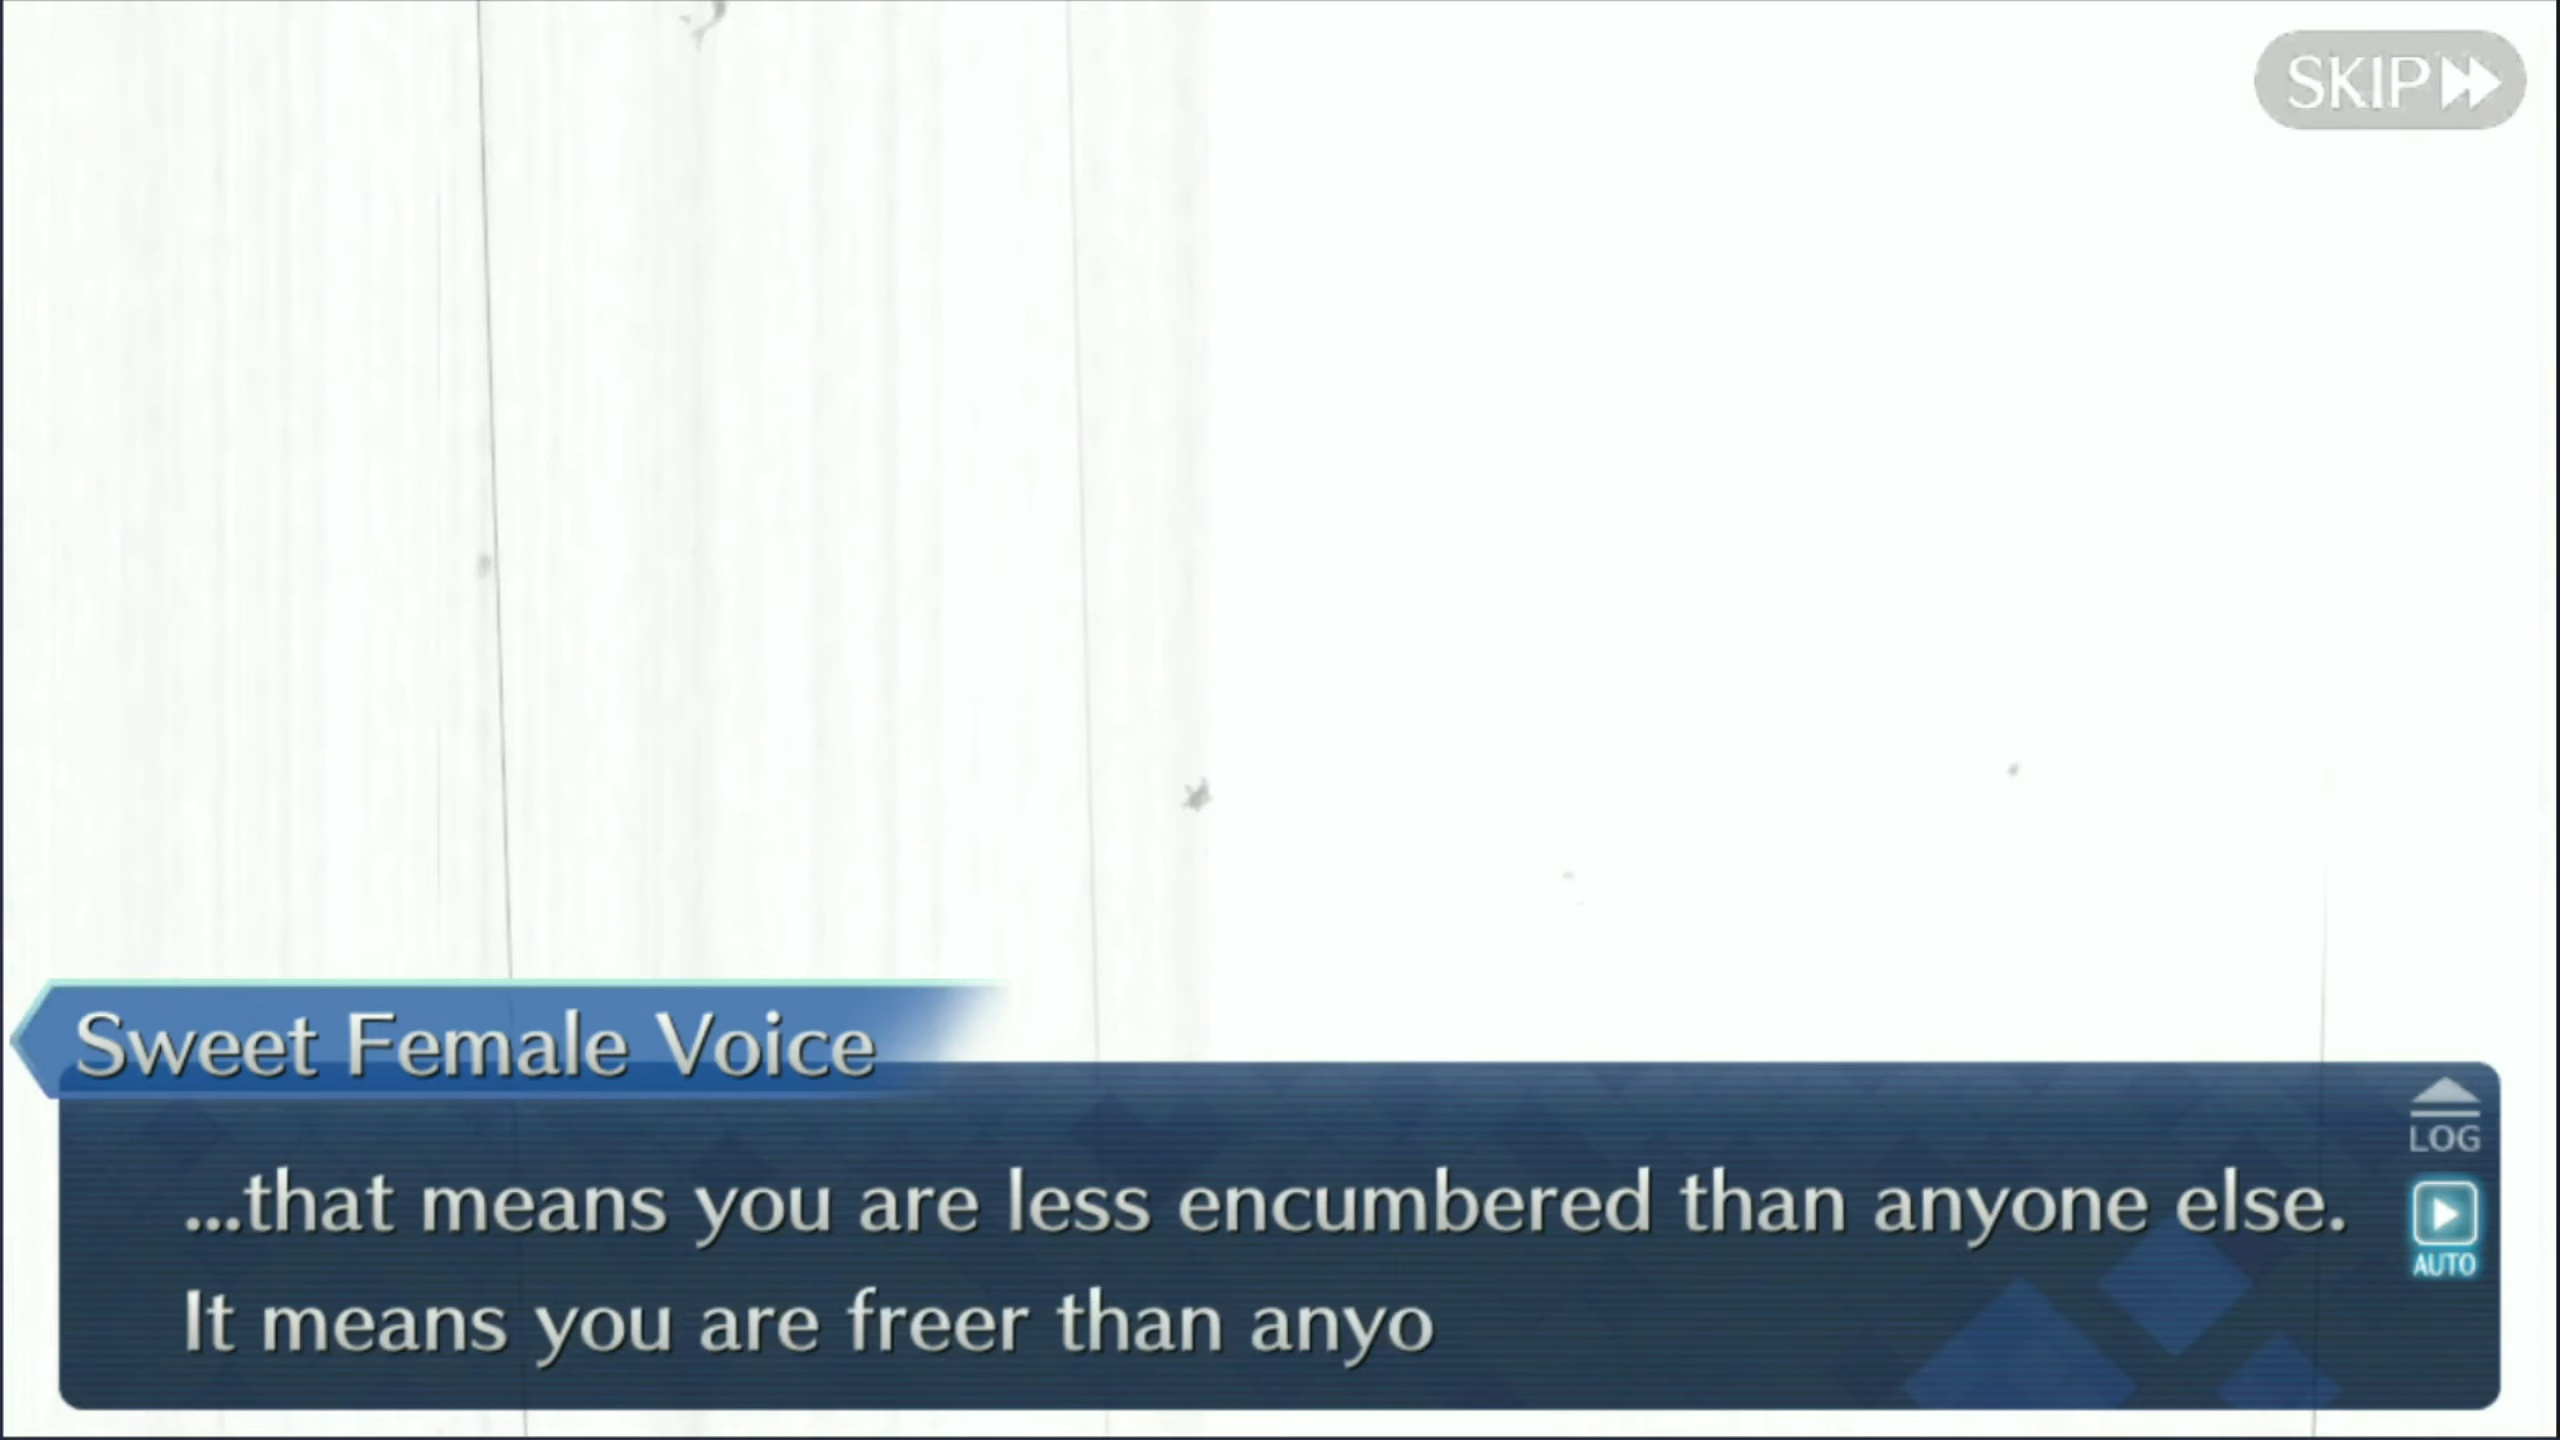 SKIP
Sweet Female Voice
...that means you are less encumbered than anyone else.
It means you are freer than anyo
LOG
AUTO